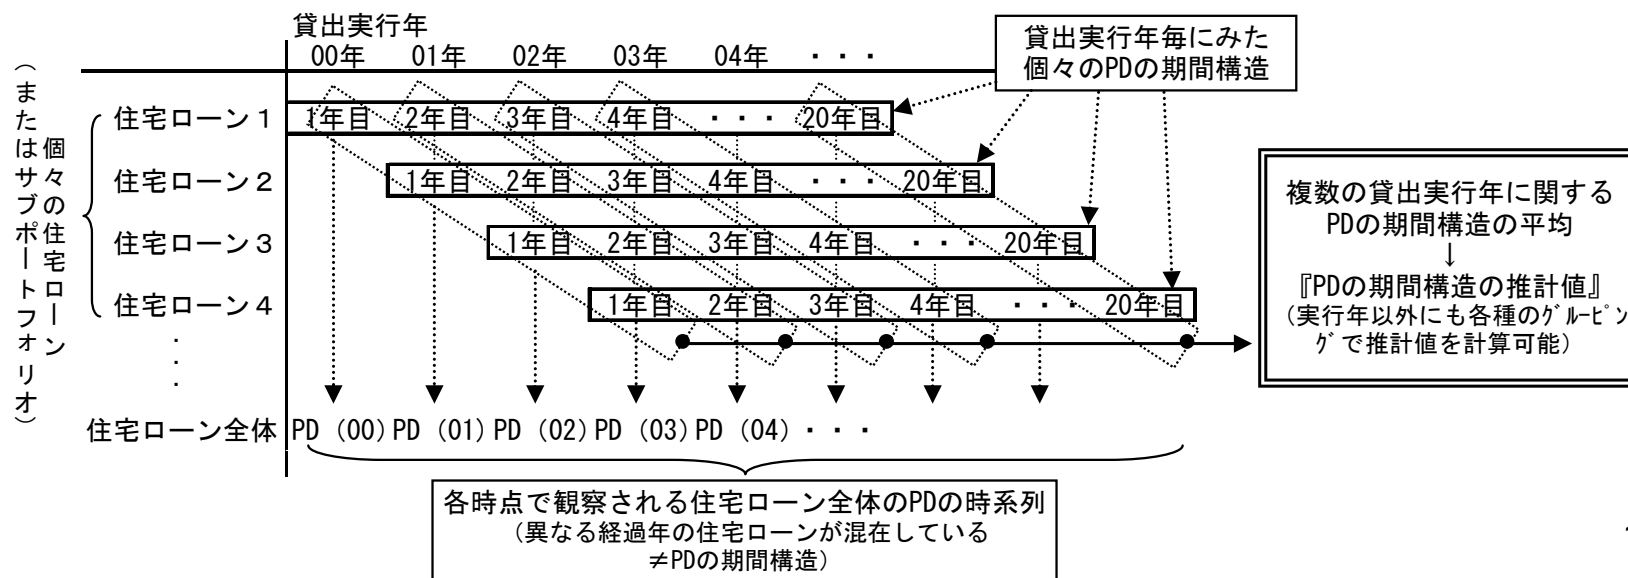 貸出実行年
00年 01年 02年 03年 04年 ・・・
貸出実行年毎にみた
個々のPDの期間構造
個々の住宅ローン
（またはサブポートフォリオ）
住宅ローン１ 1年目 2年目 3年目 4年目 ・・・ 20年目
住宅ローン２ 1年目 2年目 3年目 4年目 ・・・ 20年目
住宅ローン３ 1年目 2年目 3年目 4年目 ・・・ 20年目
住宅ローン４ 1年目 2年目 3年目 4年目 ・・・ 20年目
・
・
・
住宅ローン全体 PD（00） PD（01） PD（02） PD（03） PD（04） ・・・
複数の貸出実行年に関する
PDの期間構造の平均
↓
『PDの期間構造の推計値』
（実行年以外にも各種のグルーピン
グで推計値を計算可能）
各時点で観察される住宅ローン全体のPDの時系列
（異なる経過年の住宅ローンが混在している
≠PDの期間構造）